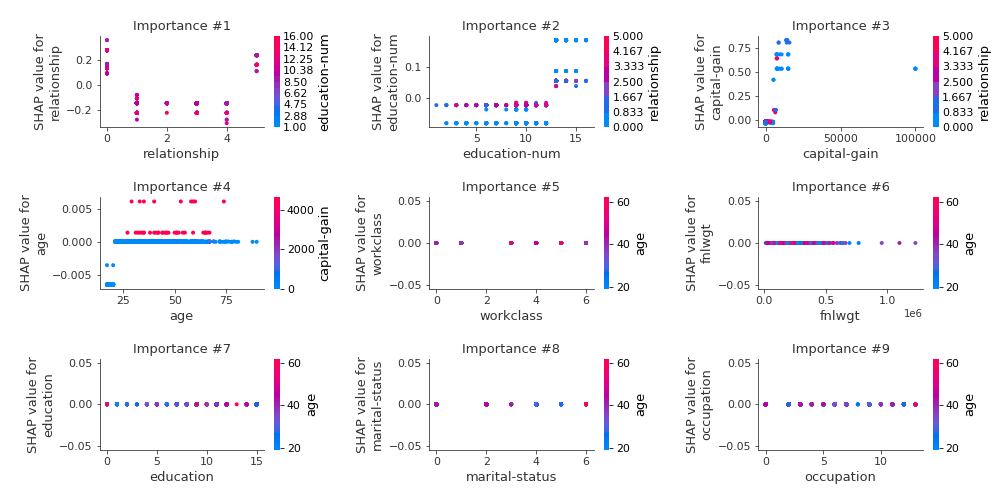 Importance #1
SHAP value for
relationship
0.2
0.0
−0.2
0
2
4
relationship
16.00
14.12
12.25
10.38
8.50
6.62
4.75
2.88
1.00
education-num
Importance #2
SHAP value for
education-num
0.1
0.0
5
10
15
education-num
5.000
4.167
3.333
2.500
1.667
0.833
0.000
relationship
Importance #3
SHAP value for
capital-gain
0.75
0.50
0.25
0.00
0
50000
100000
capital-gain
5.000
4.167
3.333
2.500
1.667
0.833
0.000
relationship
Importance #4
SHAP value for
age
0.005
0.000
−0.005
25
50
75
age
4000
2000
0
capital-gain
Importance #5
SHAP value for
workclass
0.05
0.00
−0.05
0
2
4
6
workclass
60
40
20
age
Importance #6
SHAP value for
fnlwgt
0.05
0.00
−0.05
0.0
0.5
1.0
1e6
fnlwgt
60
40
20
age
Importance #7
SHAP value for
education
0.05
0.00
−0.05
0
5
10
15
education
60
40
20
age
Importance #8
SHAP value for
marital-status
0.05
0.00
−0.05
0
2
4
6
marital-status
60
40
20
age
Importance #9
SHAP value for
occupation
0.05
0.00
−0.05
0
5
10
occupation
60
40
20
age